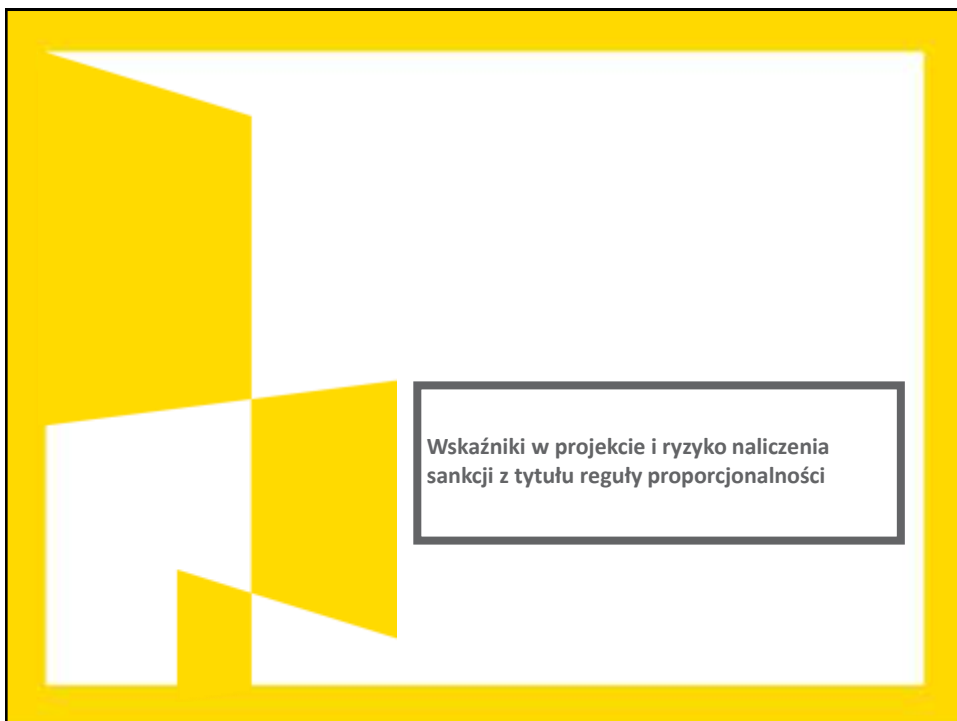 Wskaźniki w projekcie i ryzyko naliczenia
sankcji z tytułu reguły proporcjonalności